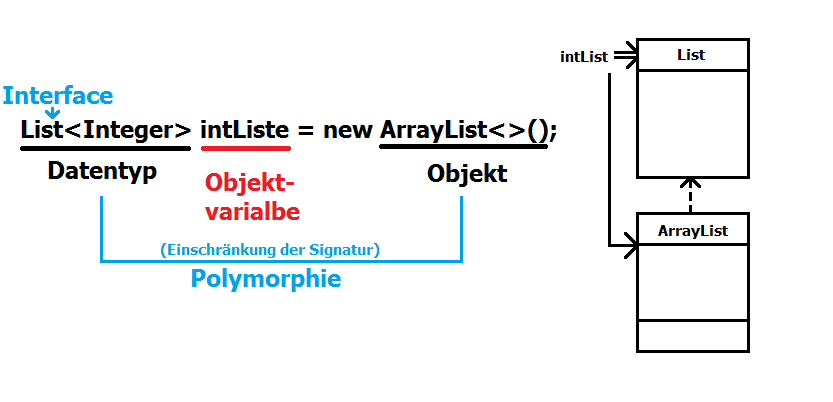 Interface
List<Integer> intListe = new ArrayList<>();
Datentyp
Objekt-
varialbe
Objekt
(Einschränkung der Signatur)
Polymorphie
intList
List
ArrayList